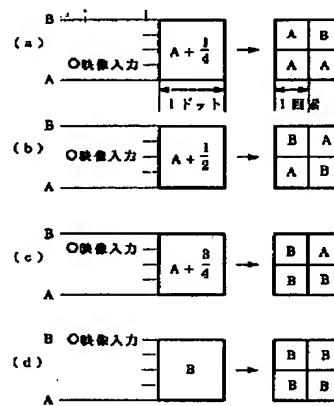 B
(a)
○映像入力
A
A + 1/4
A B
A A
1ドット
1画素
B
(b)
○映像入力
A
A + 1/2
B A
A B
B
(c)
○映像入力
A
A + 3/4
B A
B B
B
○映像入力
(d)
A
B
B B
B B